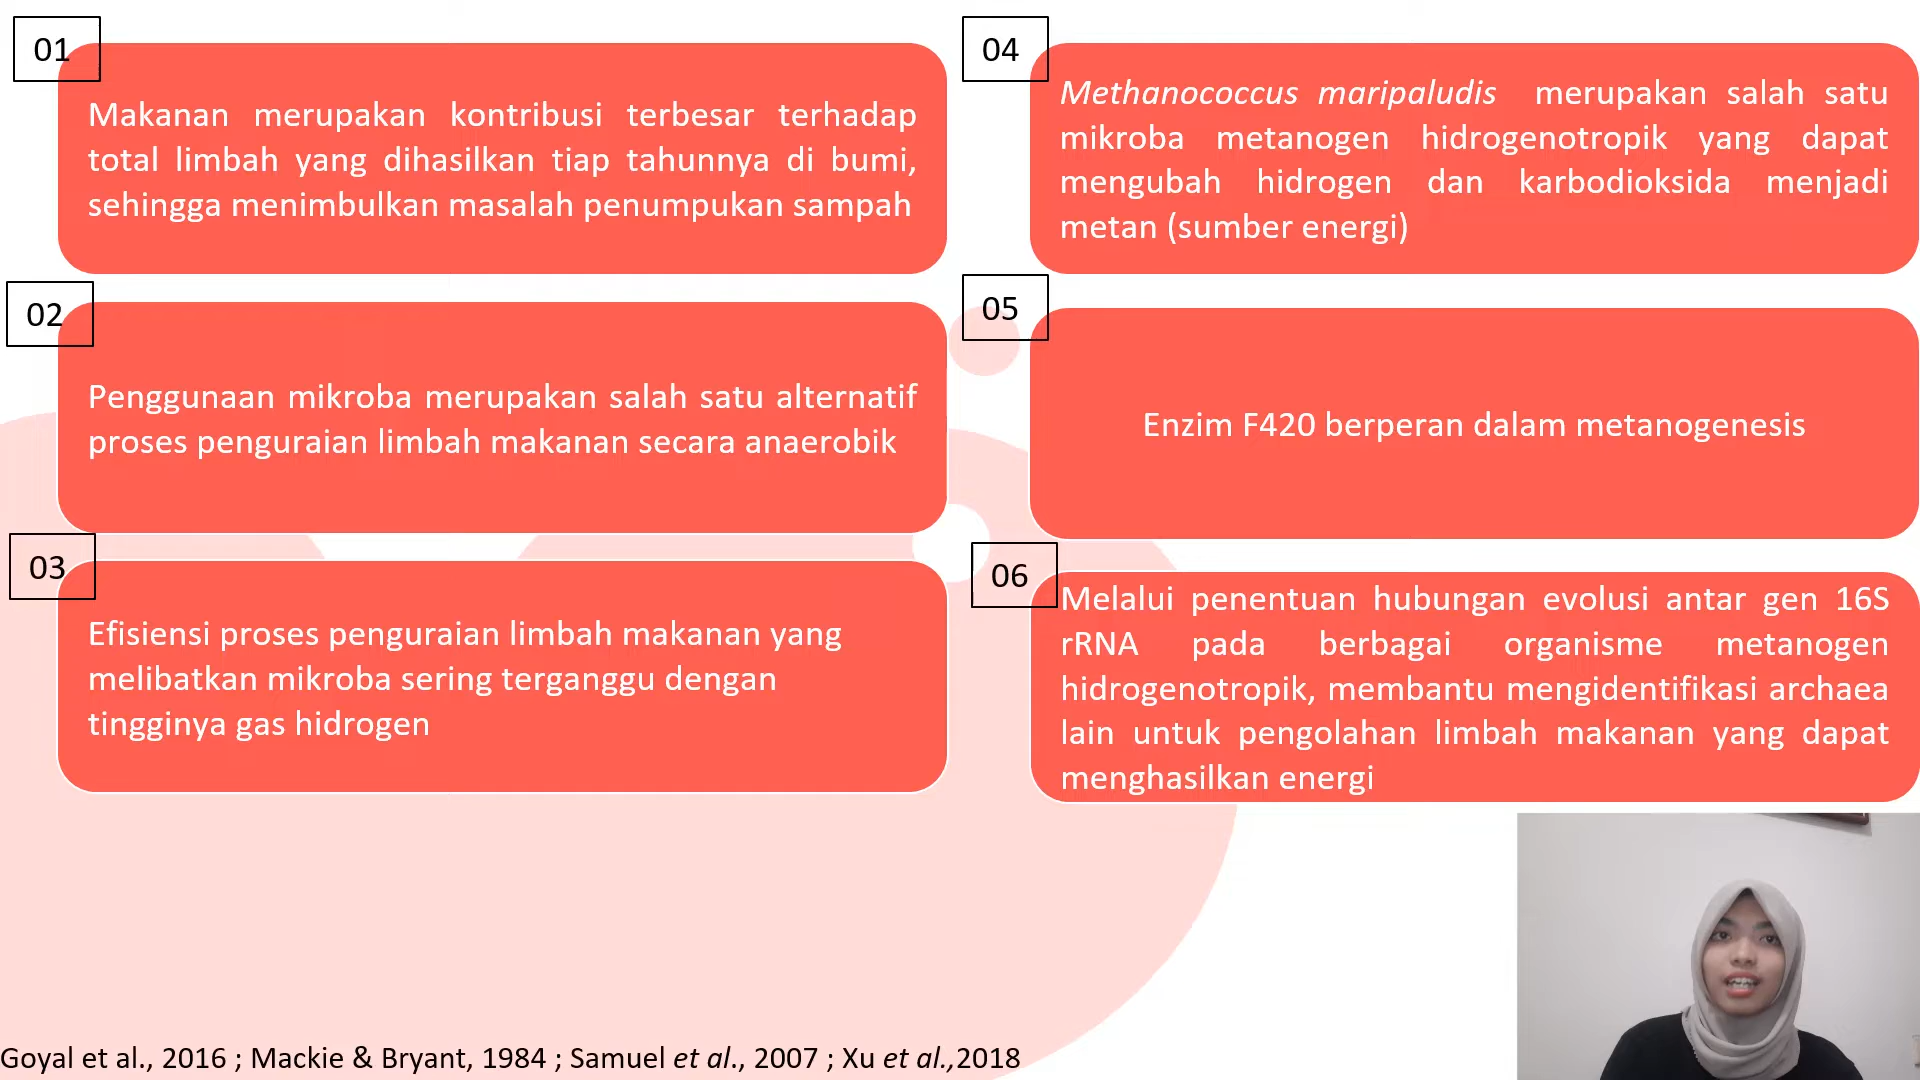 01
Makanan merupakan kontribusi terbesar terhadap
total limbah yang dihasilkan tiap tahunnya di bumi,
sehingga menimbulkan masalah penumpukan sampah
02
Penggunaan mikroba merupakan salah satu alternatif
proses penguraian limbah makanan secara anaerobik
03
Efisiensi proses penguraian limbah makanan yang
melibatkan mikroba sering terganggu dengan
tingginya gas hidrogen
04
Methanococcus maripaludis merupakan salah satu
mikroba metanogen hidrogenotropik yang dapat
mengubah hidrogen dan karbodioksida menjadi
metan (sumber energi)
05
Enzim F420 berperan dalam metanogenesis
06
Melalui penentuan hubungan evolusi antar gen 16S
rRNA pada berbagai organisme metanogen
hidrogenotropik, membantu mengidentifikasi archaea
lain untuk pengolahan limbah makanan yang dapat
menghasilkan energi
Goyal et al., 2016 ; Mackie & Bryant, 1984 ; Samuel et al., 2007 ; Xu et al.,2018